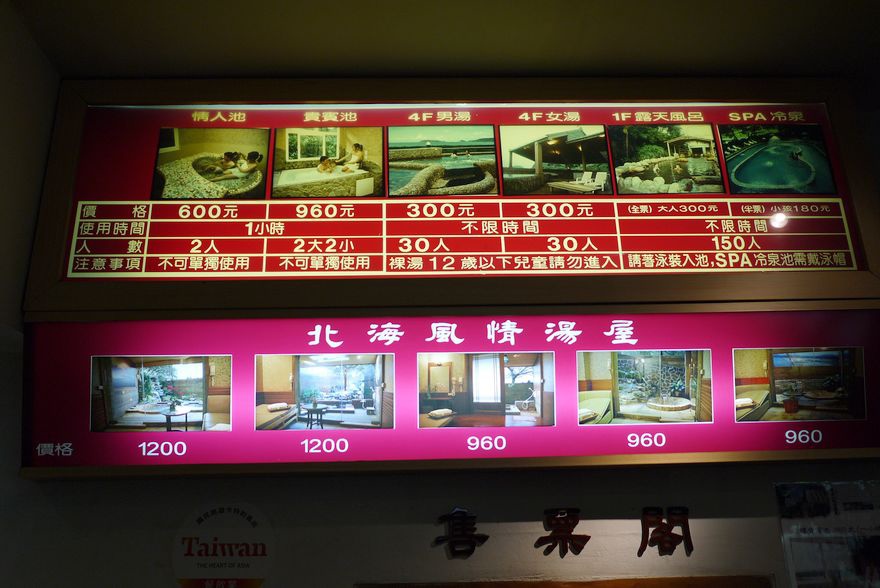 情人池 貴賓池 4F男湯 4F女湯 1F露天風呂 SPA 冷泉
價格 600元 960元 300元 300元 (全票)大人300元 (半票)小孩180元
使用時間 1小時 不限時間 不限時間
人數 2人 2大2小 30人 30人 150人
注意事項 不可單獨使用 不可單獨使用 裸湯12歲以下兒童請勿進入 請著泳裝入池,SPA冷泉池需戴泳帽
北海風情湯屋
價格 1200 1200 960 960 960
售票閣
Taiwan
THE HEART OF ASIA